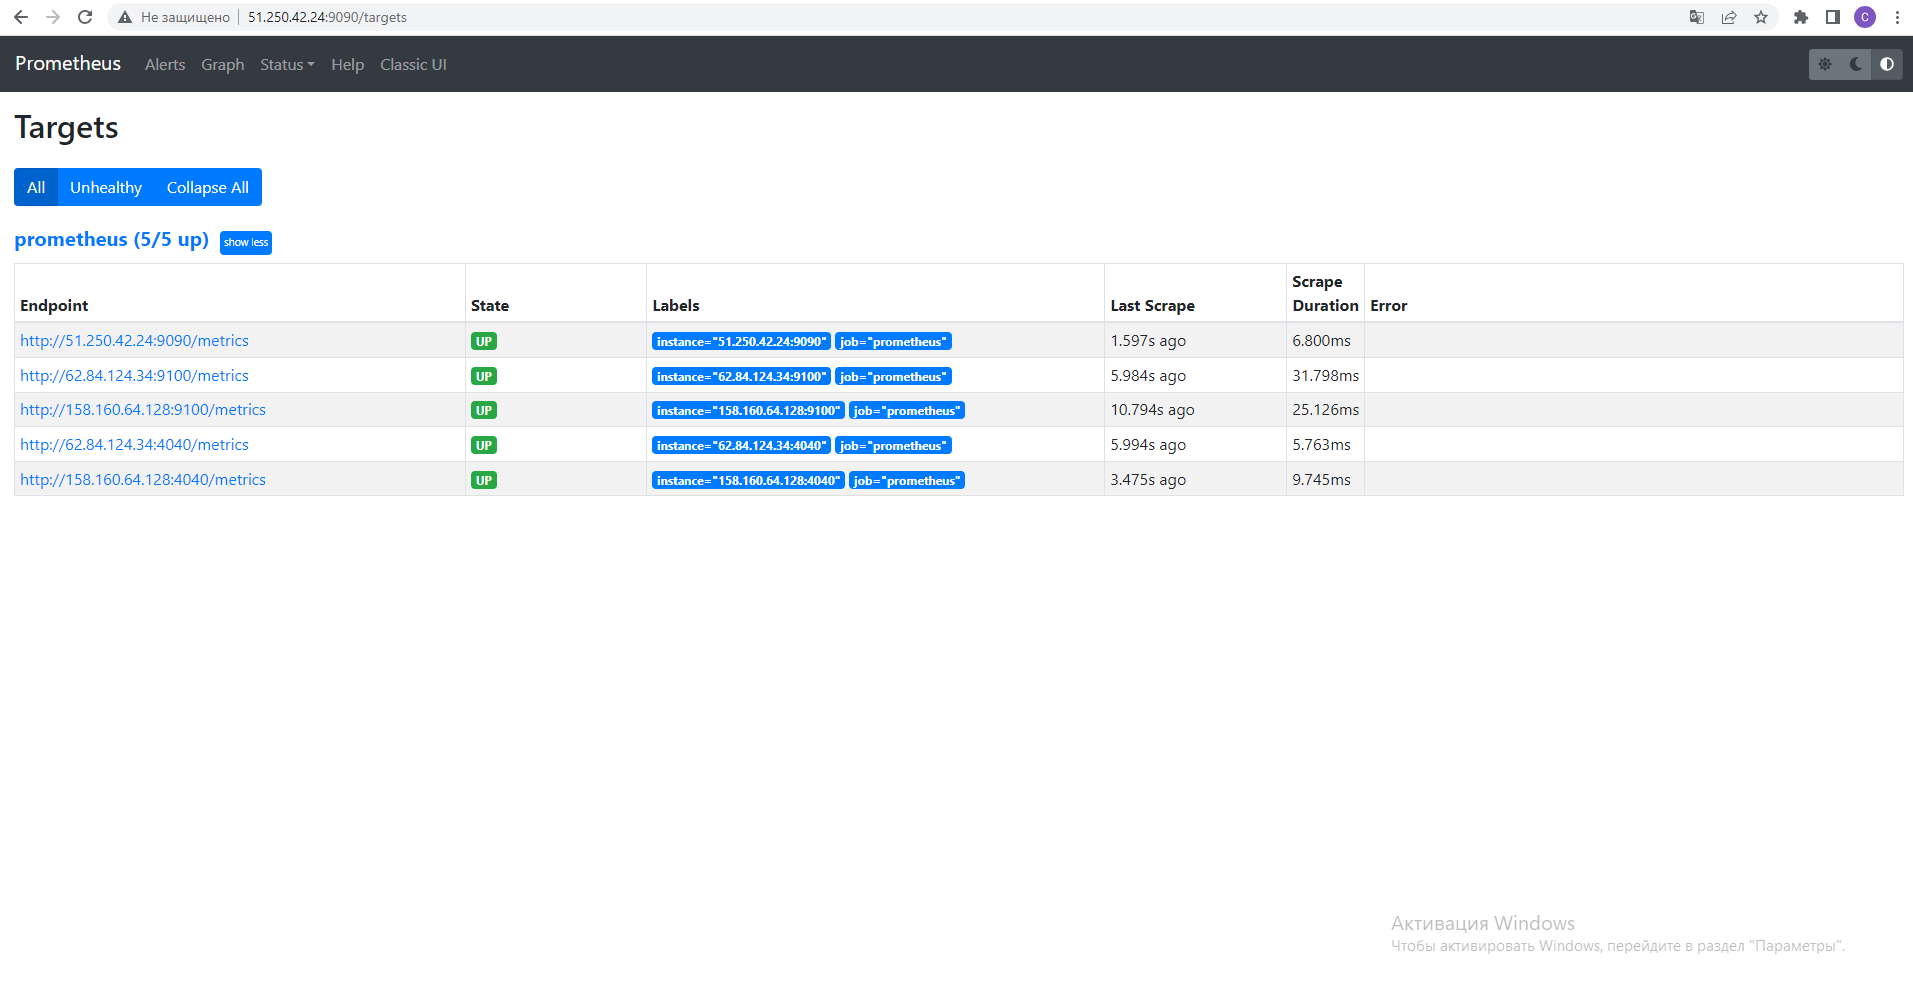 Не защищено 51.250.42.24:9090/targets
C
Prometheus Alerts Graph Status Help Classic UI
Targets
All Unhealthy Collapse All
prometheus (5/5 up) show less
Endpoint State Labels Last Scrape Scrape Duration Error
http://51.250.42.24:9090/metrics UP instance="51.250.42.24:9090" job="prometheus" 1.597s ago 6.800ms
http://62.84.124.34:9100/metrics UP instance="62.84.124.34:9100" job="prometheus" 5.984s ago 31.798ms
http://158.160.64.128:9100/metrics UP instance="158.160.64.128:9100" job="prometheus" 10.794s ago 25.126ms
http://62.84.124.34:4040/metrics UP instance="62.84.124.34:4040" job="prometheus" 5.994s ago 5.763ms
http://158.160.64.128:4040/metrics UP instance="158.160.64.128:4040" job="prometheus" 3.475s ago 9.745ms
Активация Windows
Чтобы активировать Windows, перейдите в раздел "Параметры".